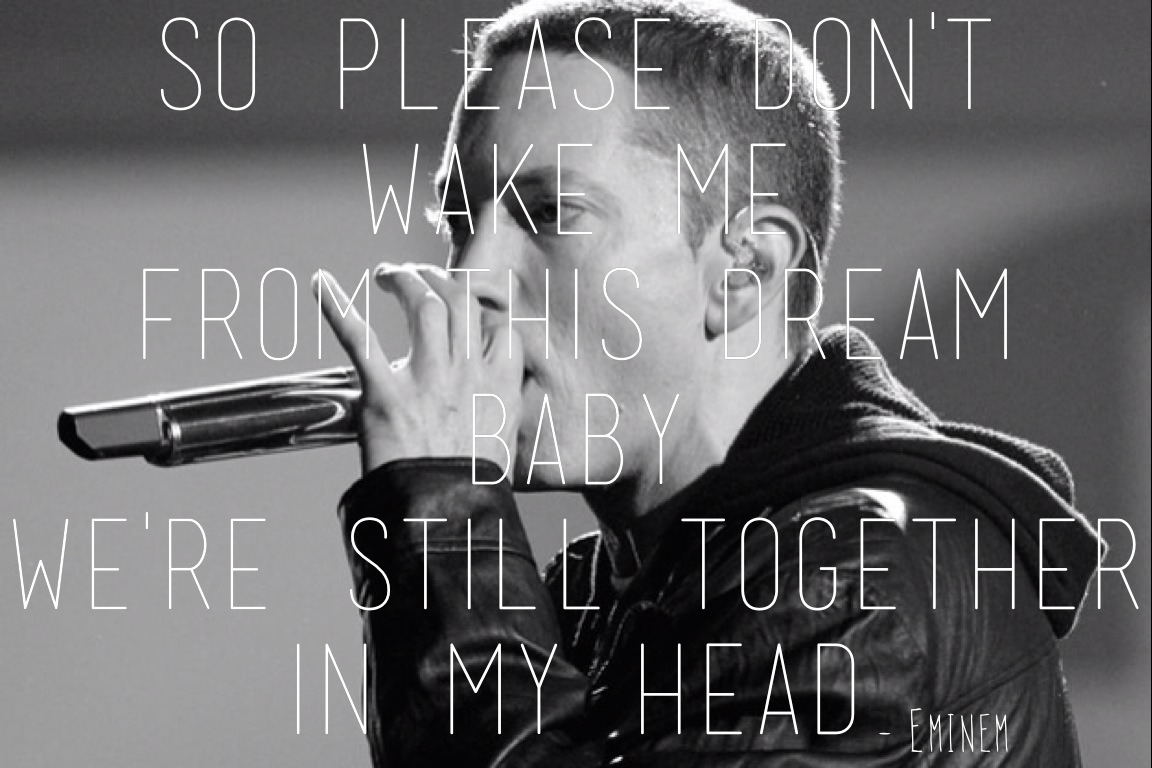 SO PLEASE DON'T
WAKE ME
FROM THIS DREAM
BABY
WE'RE STILL TOGETHER
IN MY HEAD.
- EMINEM